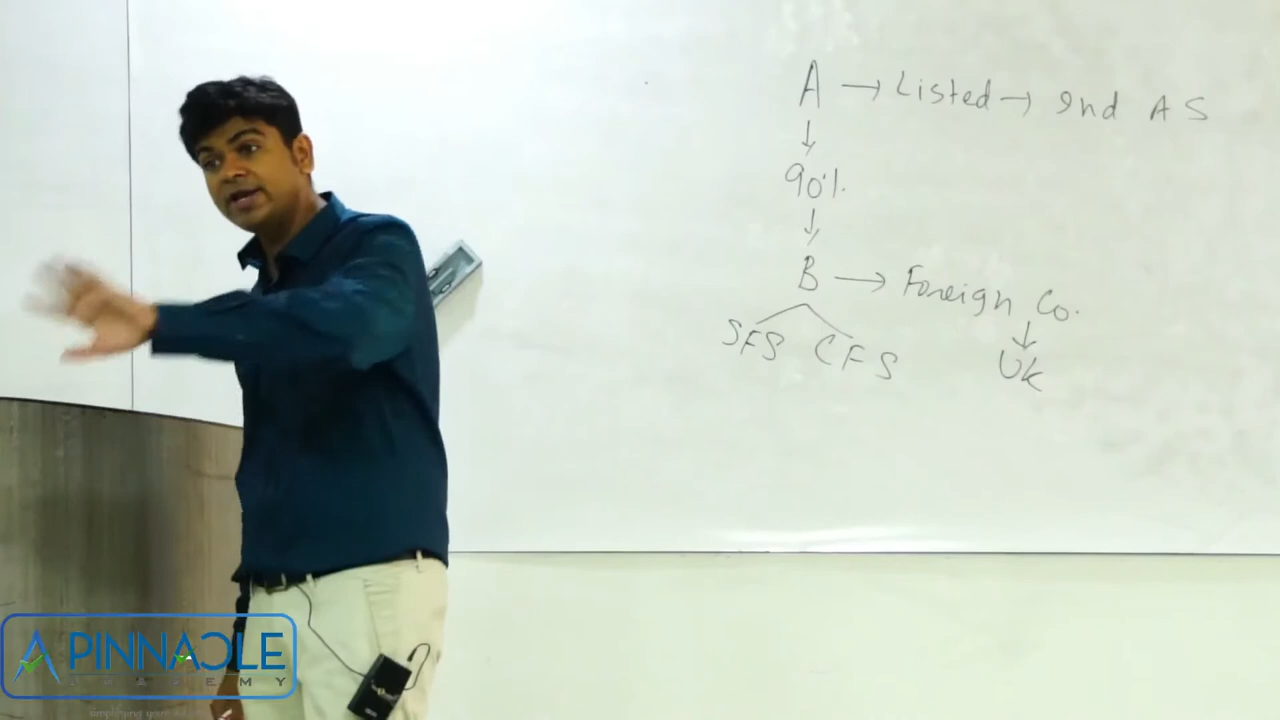 A → Listed → Ind AS
↓
90%.
↓
B → Foreign Co.
↓
SFS CFS Uk
A PINNACLE
ACADEMY